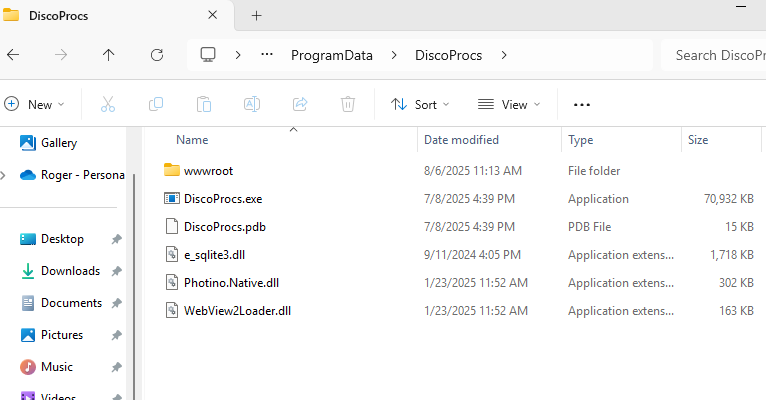 DiscoProcs
ProgramData > DiscoProcs >
Search DiscoP
New
Sort
View
Name Date modified Type Size
Gallery
Roger - Persona
Desktop
Downloads
Documents
Pictures
Music
Videos
wwwroot 8/6/2025 11:13 AM File folder
DiscoProcs.exe 7/8/2025 4:39 PM Application 70,932 KB
DiscoProcs.pdb 7/8/2025 4:39 PM PDB File 15 KB
e_sqlite3.dll 9/11/2024 4:05 PM Application extens... 1,718 KB
Photino.Native.dll 1/23/2025 11:52 AM Application extens... 302 KB
WebView2Loader.dll 1/23/2025 11:52 AM Application extens... 163 KB